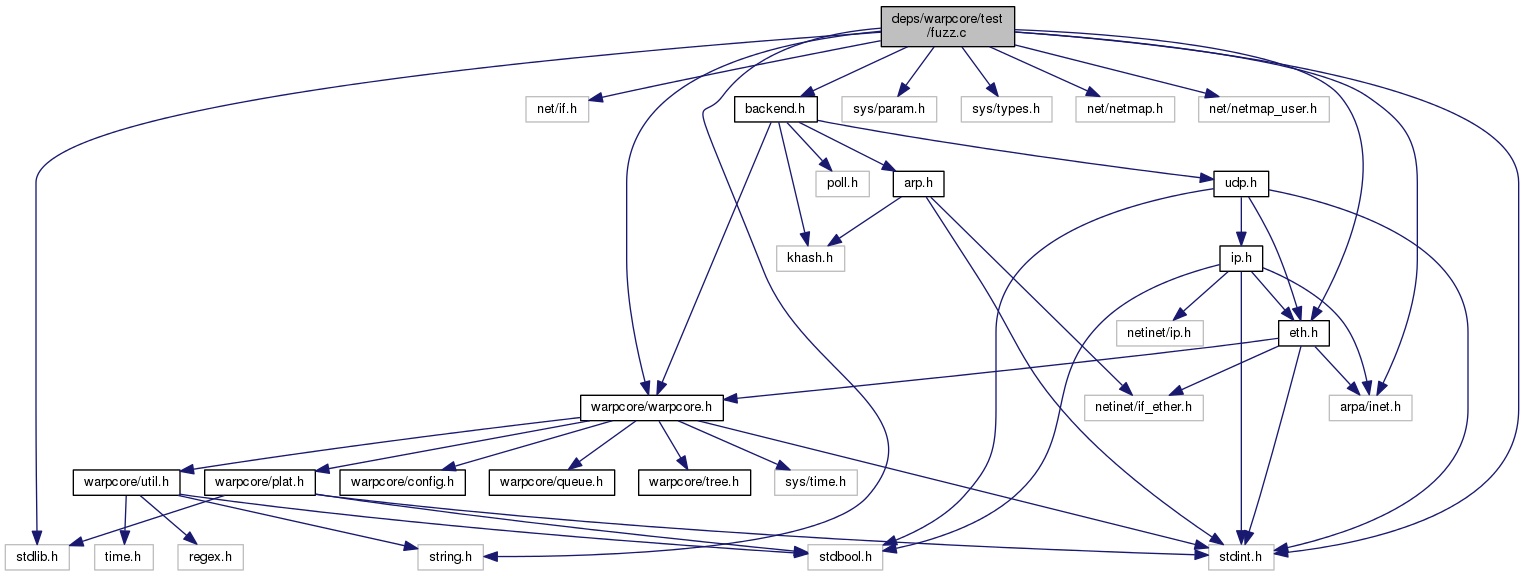 deps/warpcore/test
/fuzz.c
net/if.h
backend.h
sys/param.h
sys/types.h
net/netmap.h
net/netmap_user.h
poll.h
arp.h
udp.h
khash.h
ip.h
netinet/ip.h
eth.h
warpcore/warpcore.h
netinet/if_ether.h
arpa/inet.h
warpcore/util.h
warpcore/plat.h
warpcore/config.h
warpcore/queue.h
warpcore/tree.h
sys/time.h
stdlib.h
time.h
regex.h
string.h
stdbool.h
stdint.h